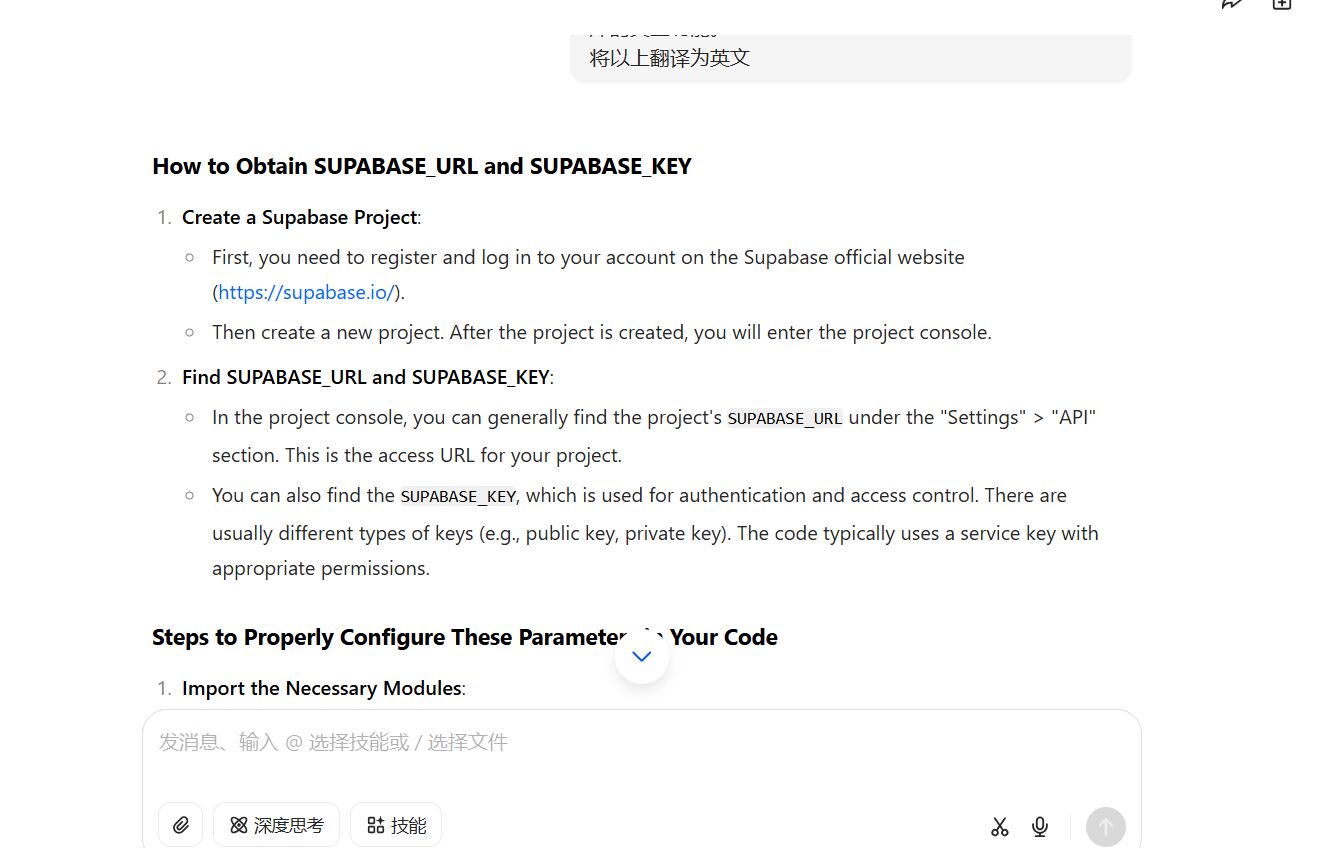 将以上翻译为英文
How to Obtain SUPABASE_URL and SUPABASE_KEY
1. Create a Supabase Project:
○ First, you need to register and log in to your account on the Supabase official website
(https://supabase.io/).
○ Then create a new project. After the project is created, you will enter the project console.
2. Find SUPABASE_URL and SUPABASE_KEY:
○ In the project console, you can generally find the project's SUPABASE_URL under the "Settings" > "API"
section. This is the access URL for your project.
○ You can also find the SUPABASE_KEY, which is used for authentication and access control. There are
usually different types of keys (e.g., public key, private key). The code typically uses a service key with
appropriate permissions.
Steps to Properly Configure These Parameter Your Code
1. Import the Necessary Modules:
发消息、输入 @ 选择技能或 / 选择文件
深度思考 技能